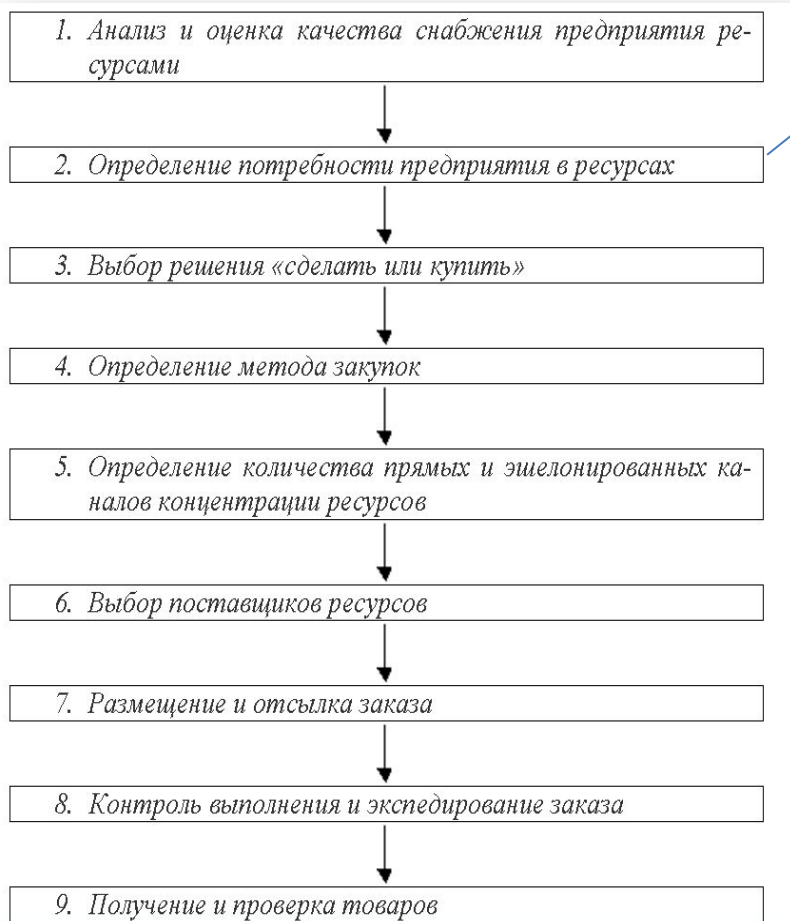 1. Анализ и оценка качества снабжения предприятия ре-
сурсами
2. Определение потребности предприятия в ресурсах
3. Выбор решения «сделать или купить»
4. Определение метода закупок
5. Определение количества прямых и эшелонированных ка-
налов концентрации ресурсов
6. Выбор поставщиков ресурсов
7. Размещение и отсылка заказа
8. Контроль выполнения и экспедирование заказа
9. Получение и проверка товаров